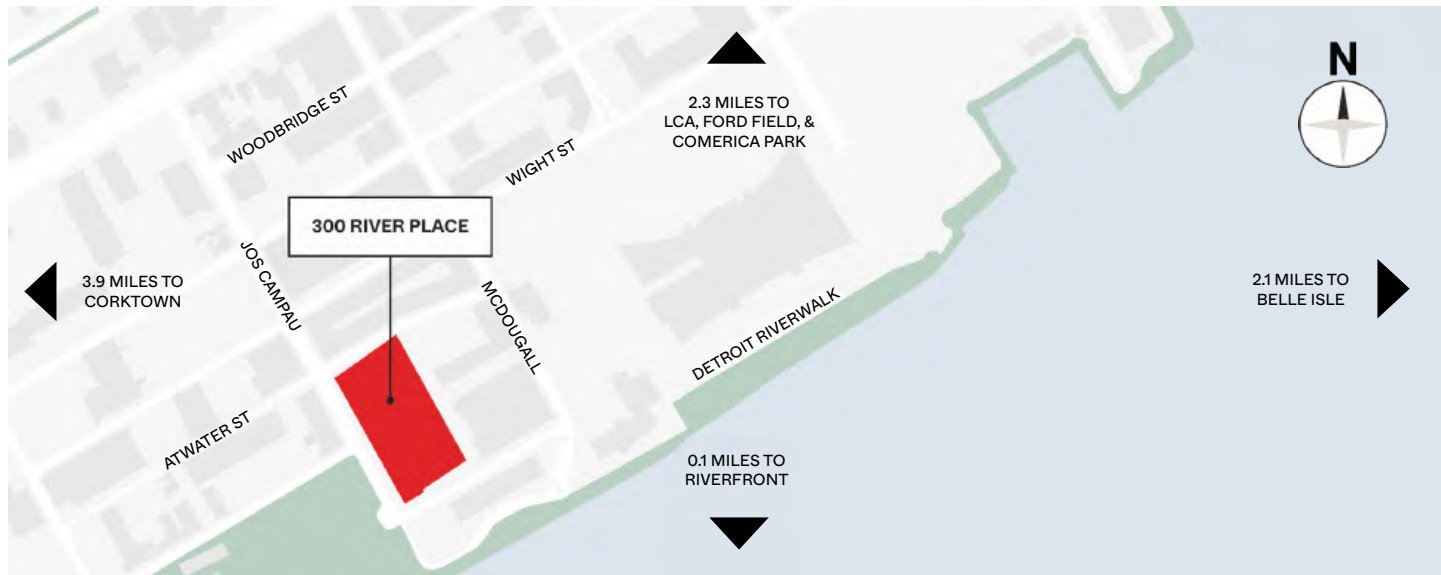 N
2.3 MILES TO
LCA, FORD FIELD, &
COMERICA PARK
WOODBRIDGE ST
WIGHT ST
300 RIVER PLACE
JOS CAMPAU
3.9 MILES TO
CORKTOWN
MCDOUGALL
2.1 MILES TO
BELLE ISLE
DETROIT RIVERWALK
ATWATER ST
0.1 MILES TO
RIVERFRONT